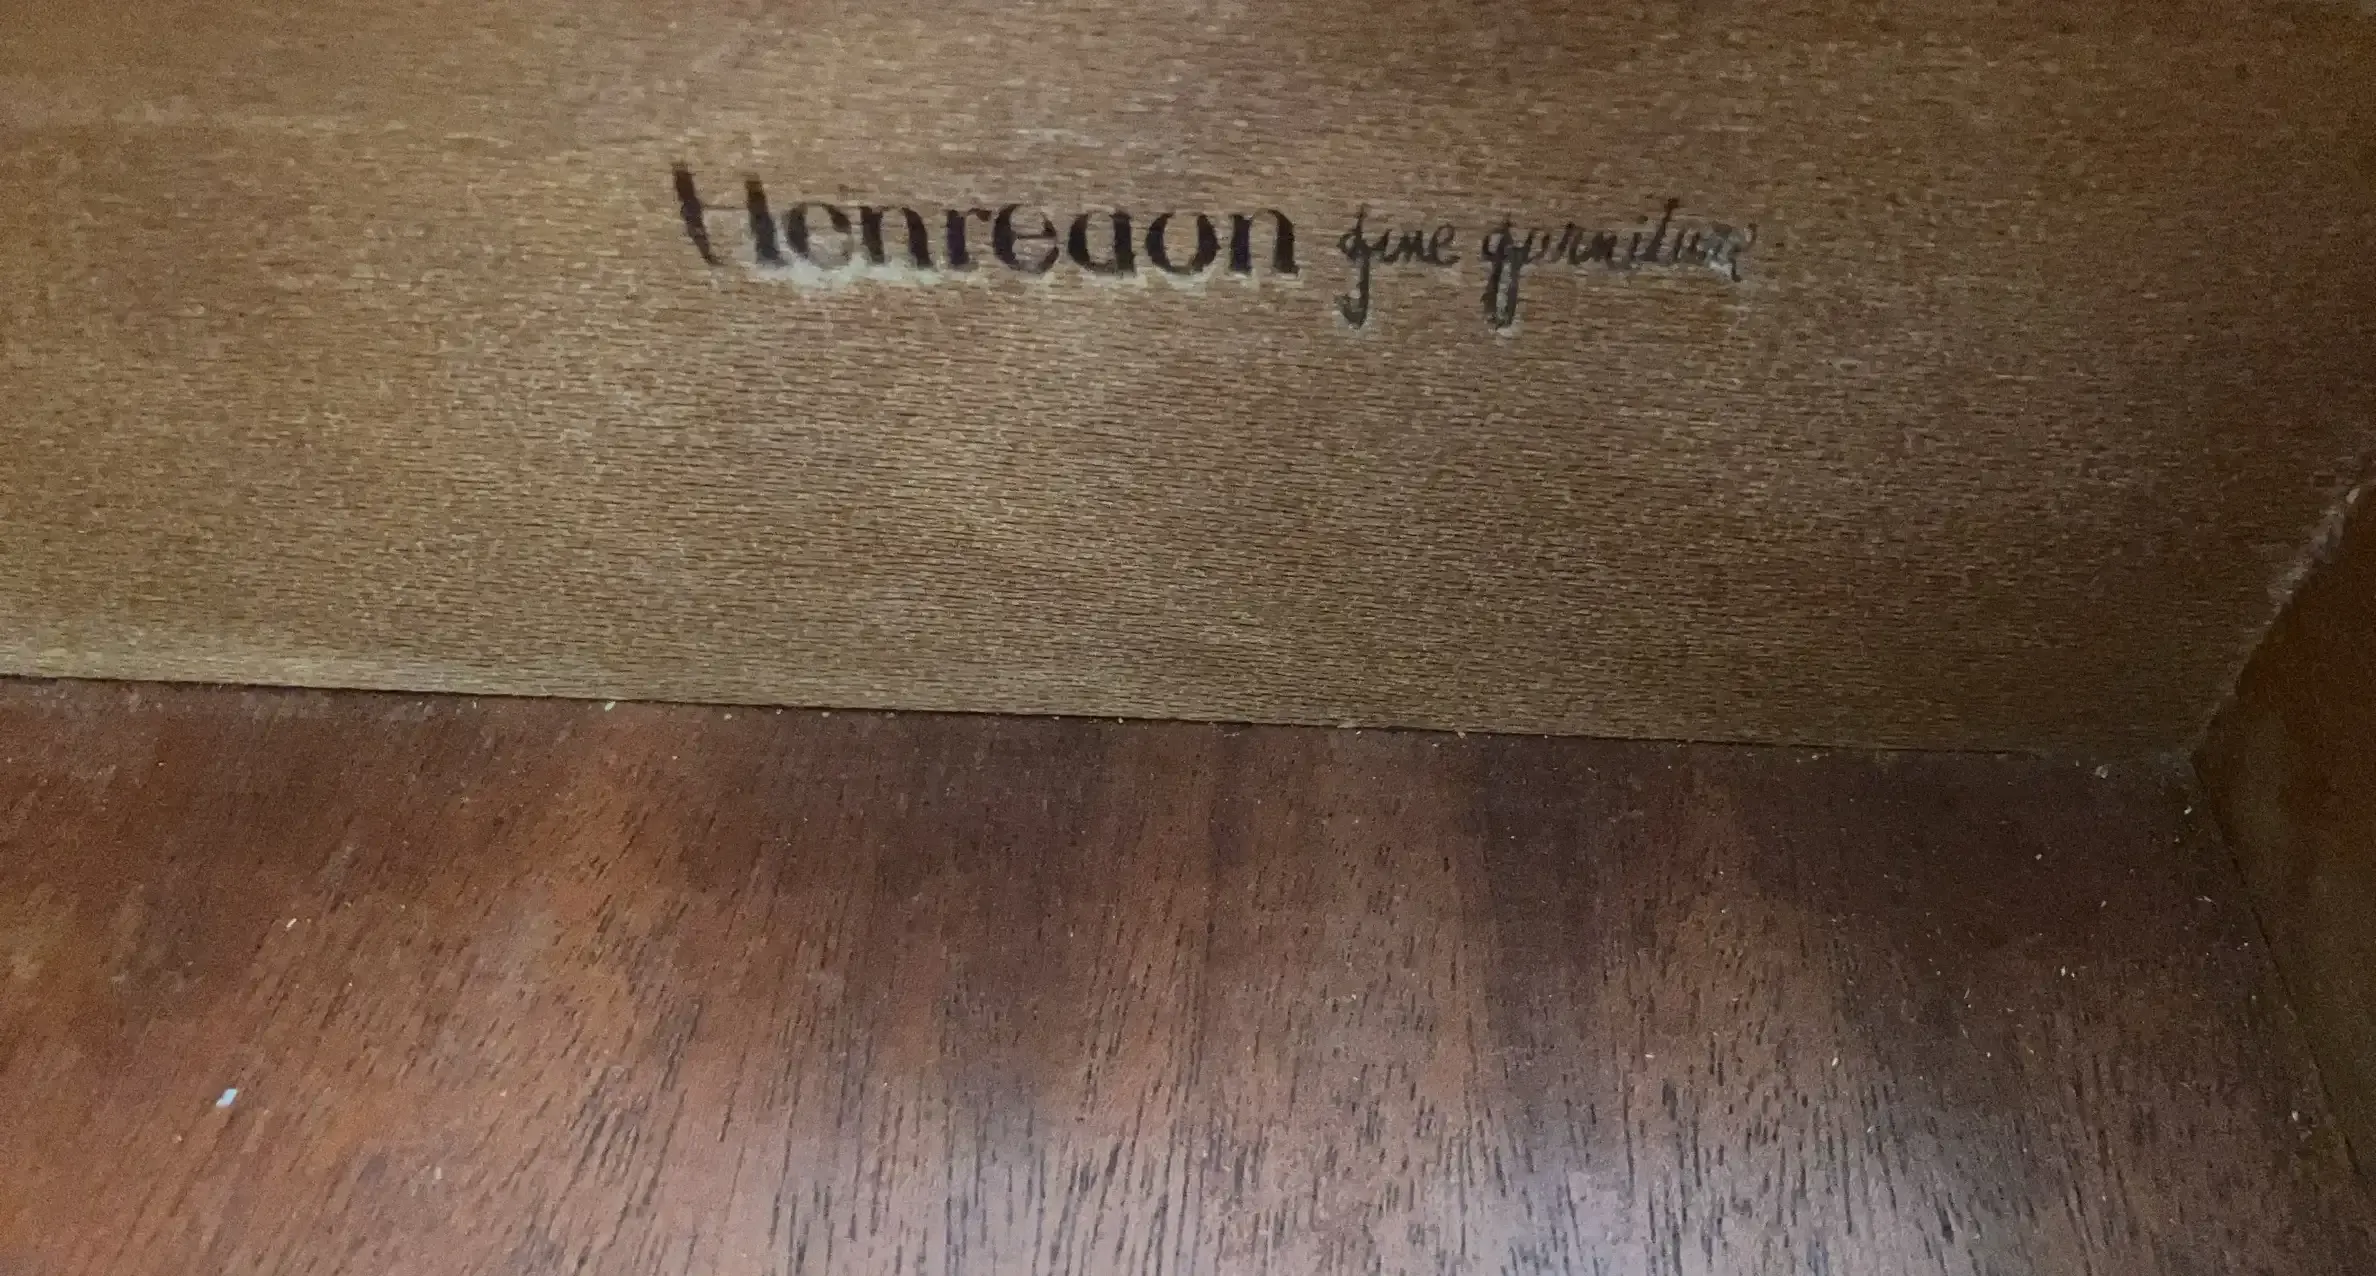 Henredon fine furniture